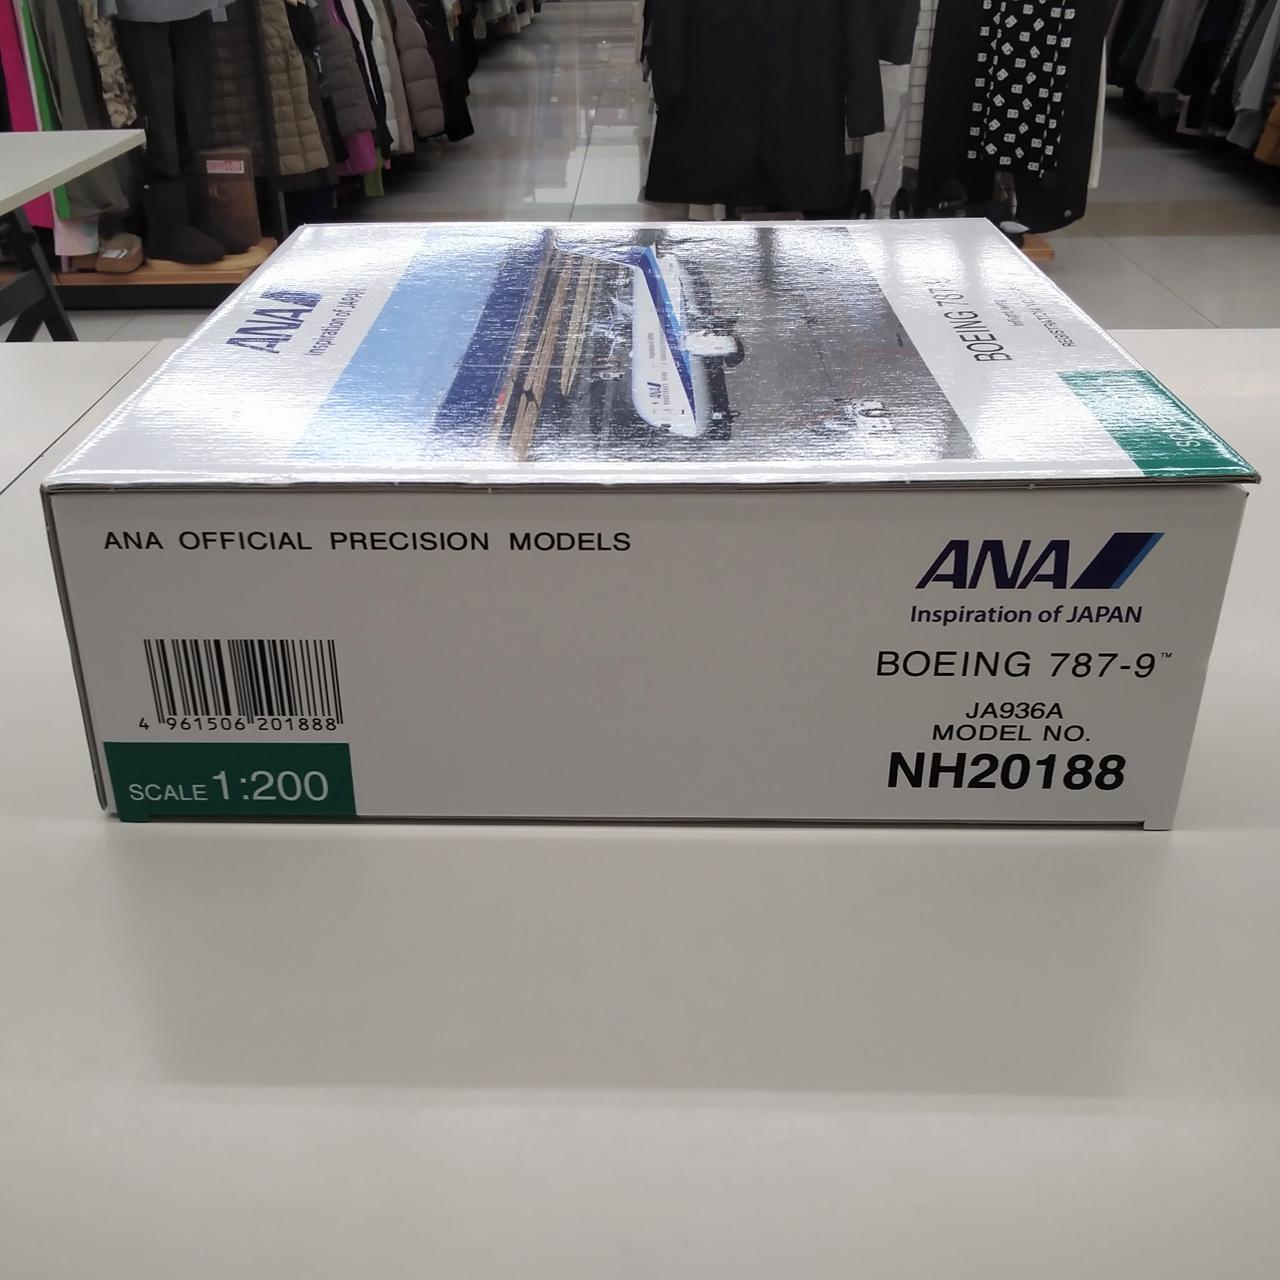 ANA
Inspiration of JAPAN
BOEING 787-9
ANA OFFICIAL PRECISION MODELS
ANA
Inspiration of JAPAN
BOEING 787-9™
JA936A
MODEL NO.
NH20188
4 961506 201888
SCALE 1:200